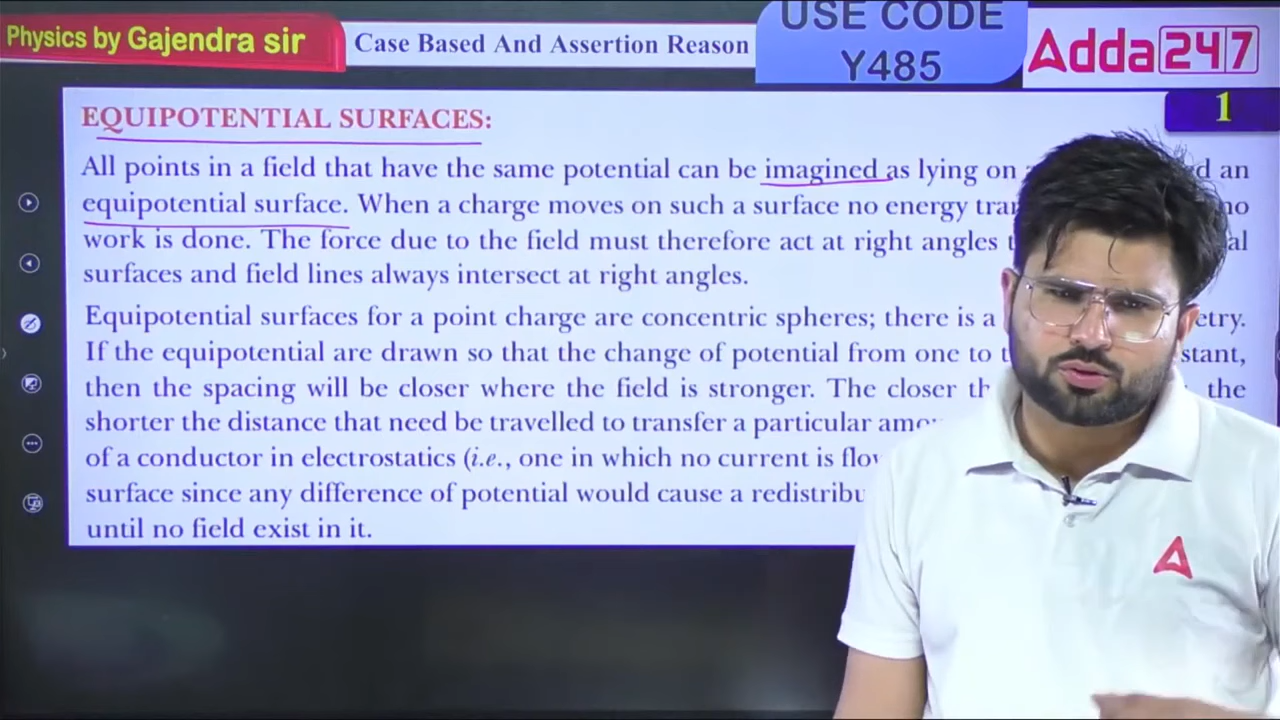 Physics by Gajendra sir
Case Based And Assertion Reason
USE CODE
Y485
Adda247
1
EQUIPOTENTIAL SURFACES:
All points in a field that have the same potential can be imagined as lying on an
equipotential surface. When a charge moves on such a surface no energy no
work is done. The force due to the field must therefore act at right angles
surfaces and field lines always intersect at right angles.
Equipotential surfaces for a point charge are concentric spheres; there is a
If the equipotential are drawn so that the change of potential from one to
then the spacing will be closer where the field is stronger. The closer the
shorter the distance that need be travelled to transfer a particular
of a conductor in electrostatics (i.e., one in which no current is
surface since any difference of potential would cause a
until no field exist in it.